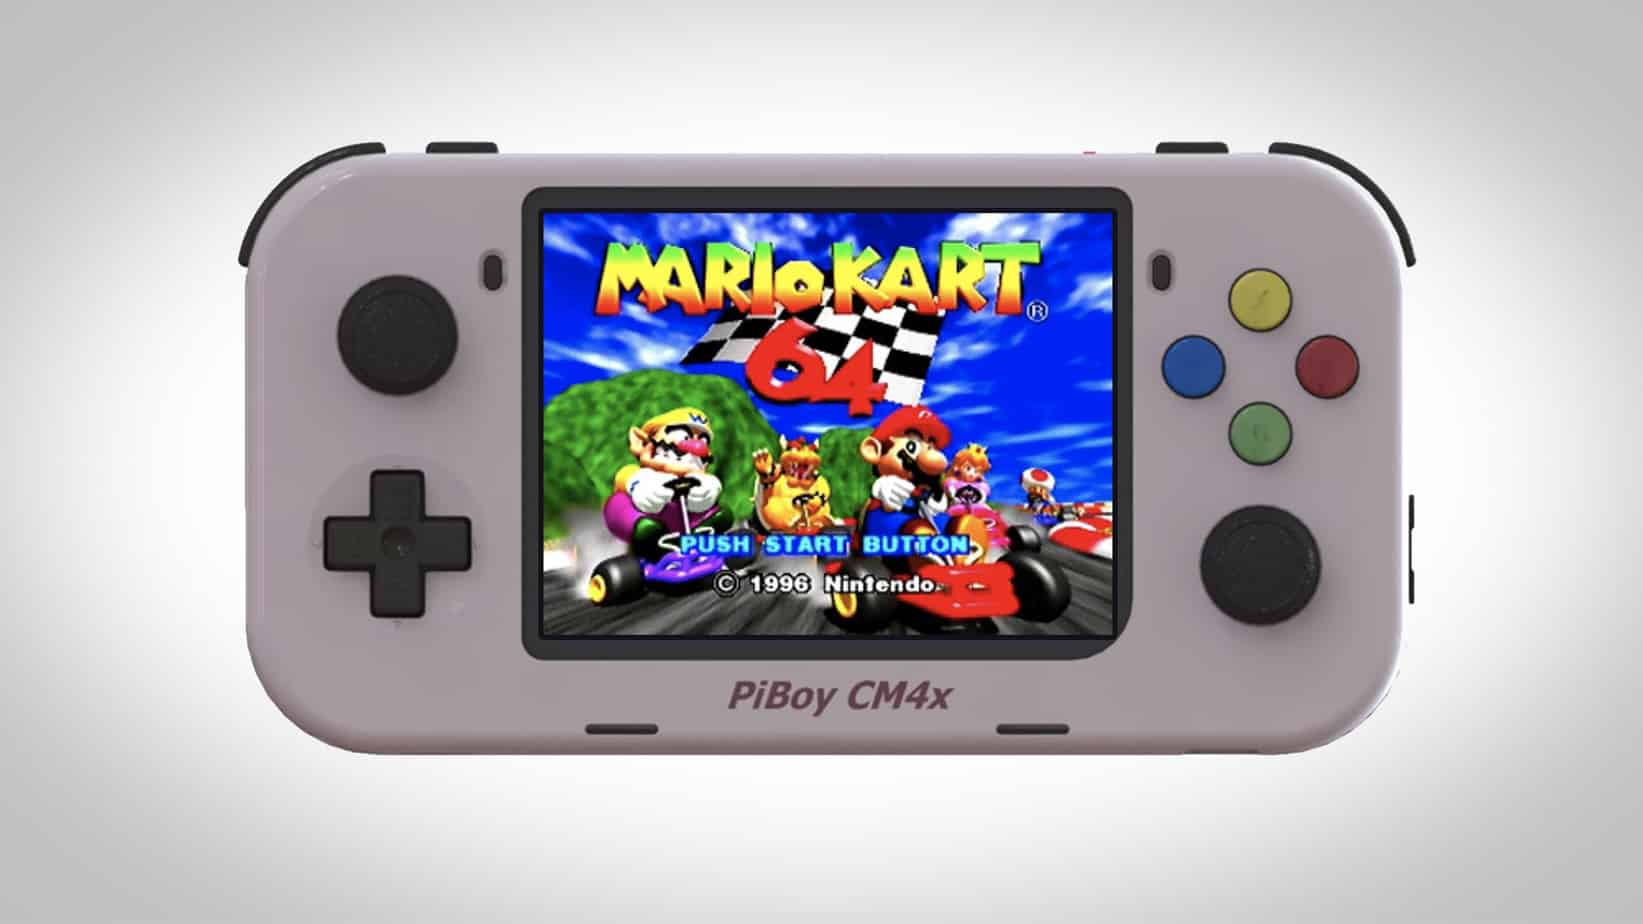 MARIO KART
®
64
W
PUSH START BUTTON
© 1996 Nintendo
PiBoy CM4x